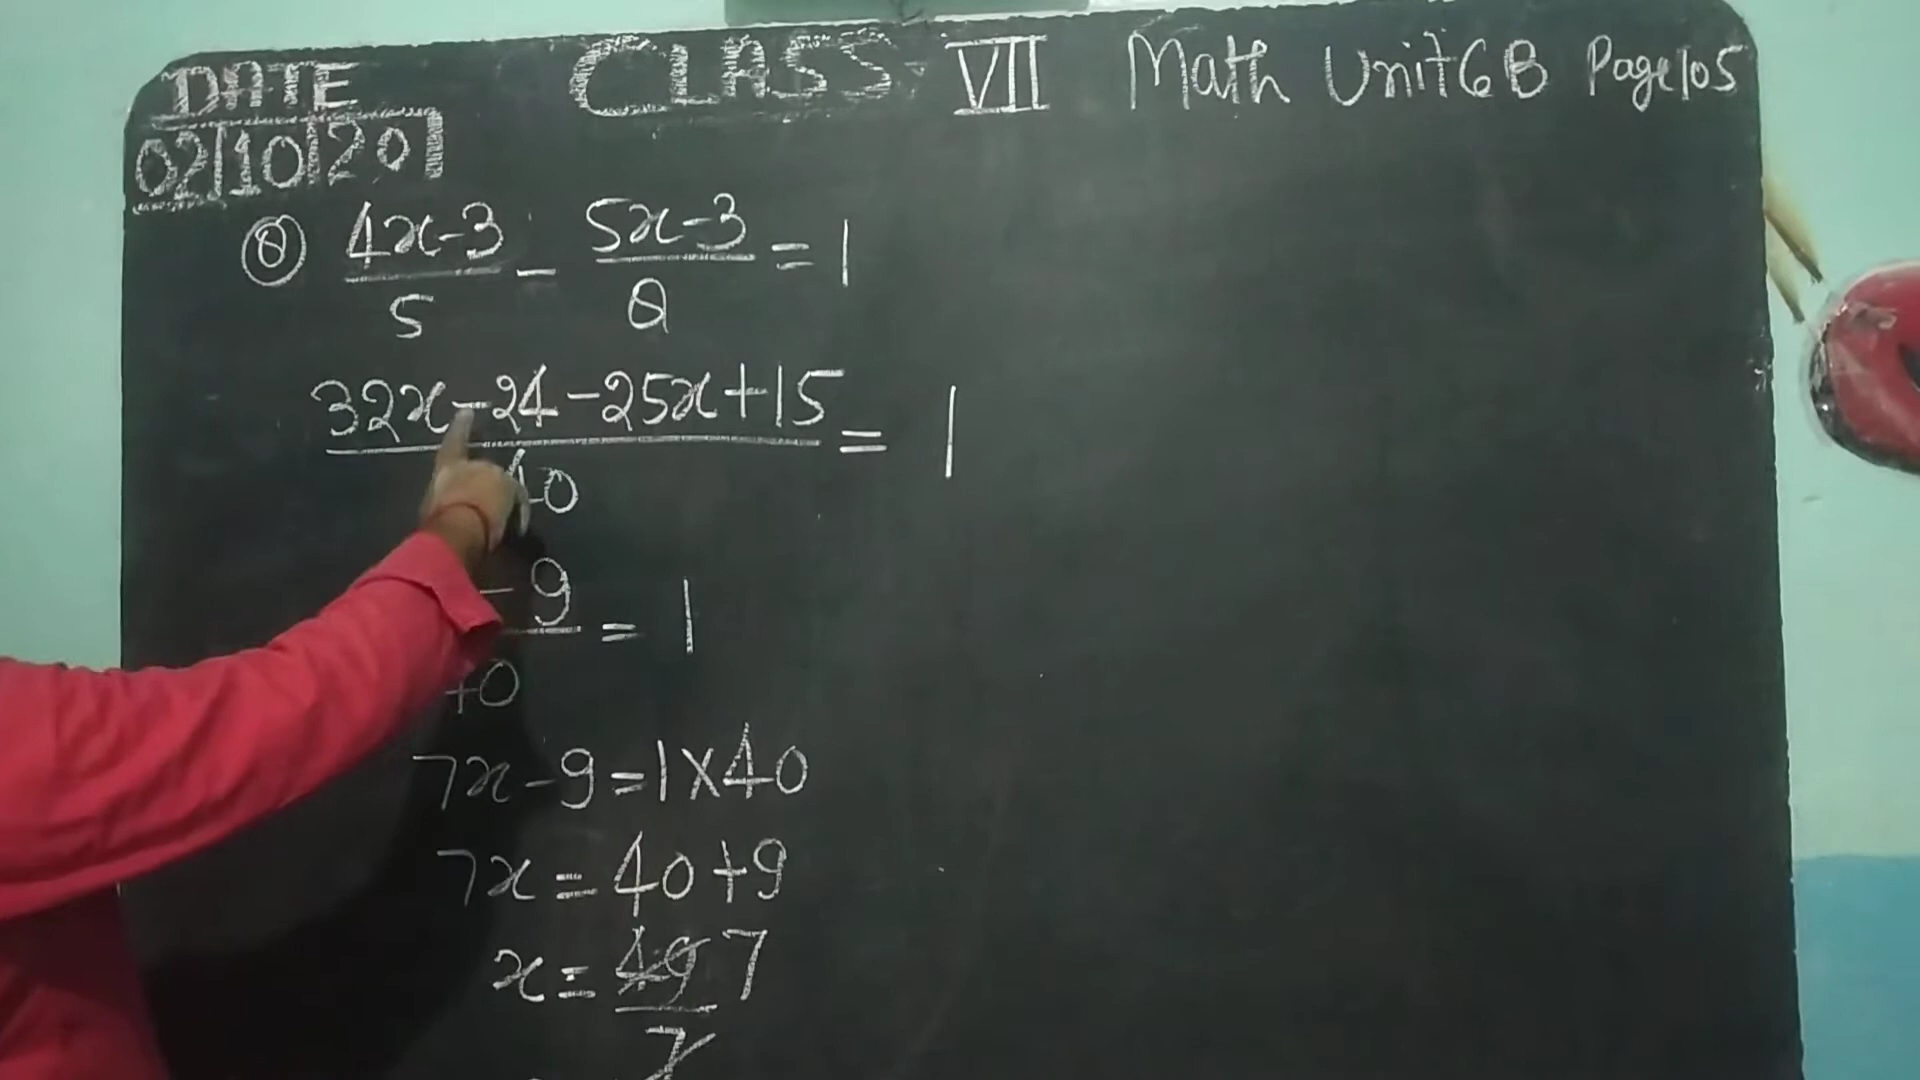 DATE CLASS VII Math Unit 6B Page 105
02/10/20
⑧ (4x-3)/5 - (5x-3)/8 = 1
(32x-24-25x+15)/40 = 1
-9/40 = 1
7x-9=1×40
7x=40+9
x=49/7 7